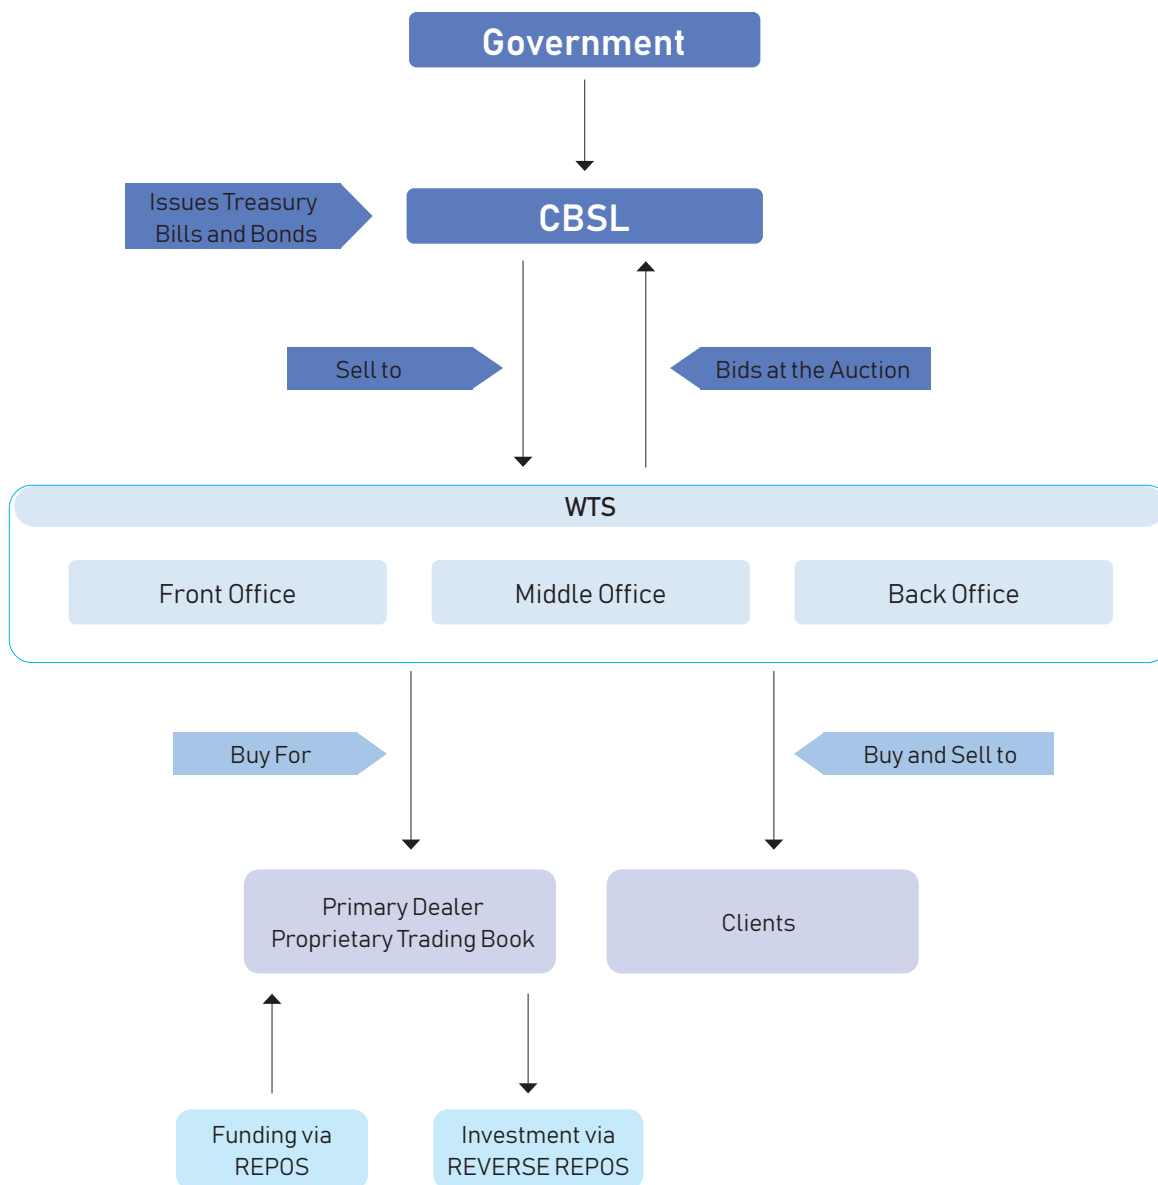 Government
Issues Treasury
Bills and Bonds
CBSL
Sell to
Bids at the Auction
WTS
Front Office
Middle Office
Back Office
Buy For
Buy and Sell to
Primary Dealer
Proprietary Trading Book
Clients
Funding via
REPOS
Investment via
REVERSE REPOS